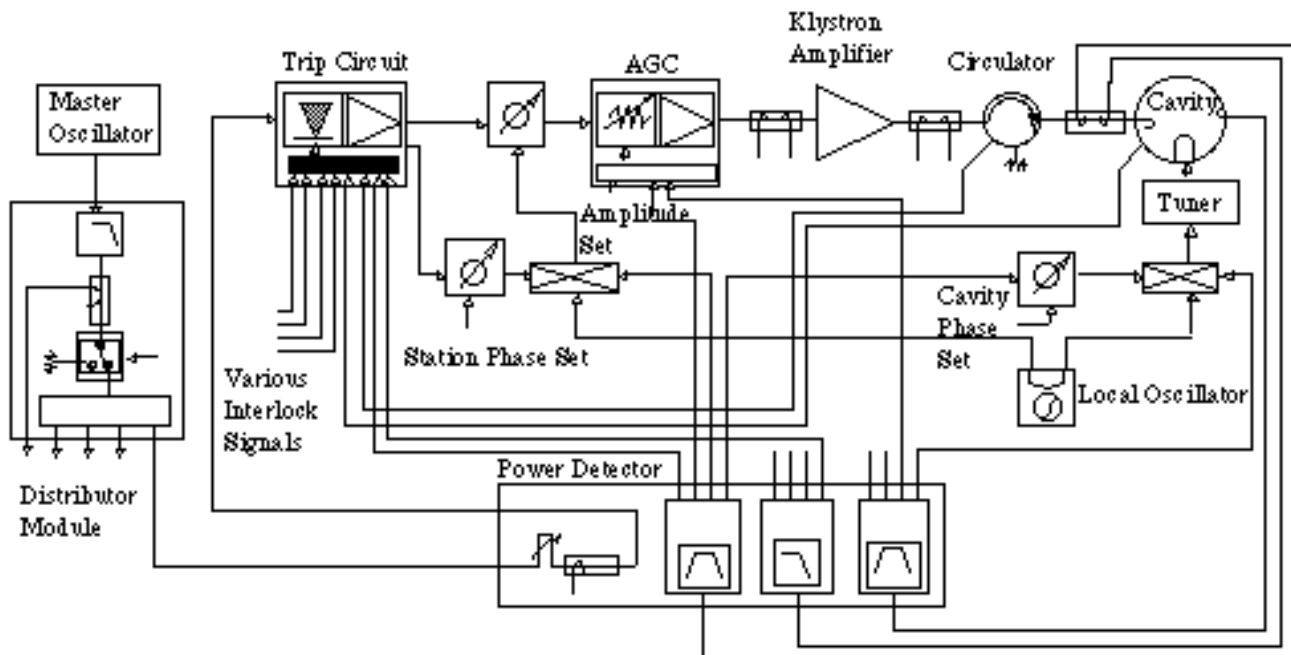 Klystron
Amplifier
Trip Circuit
AGC
Circulator
Master
Oscillator
Cavity
Tuner
Amplitude
Set
Cavity
Phase
Set
Station Phase Set
Local Oscillator
Various
Interlock
Signals
Power Detector
Distributor
Module